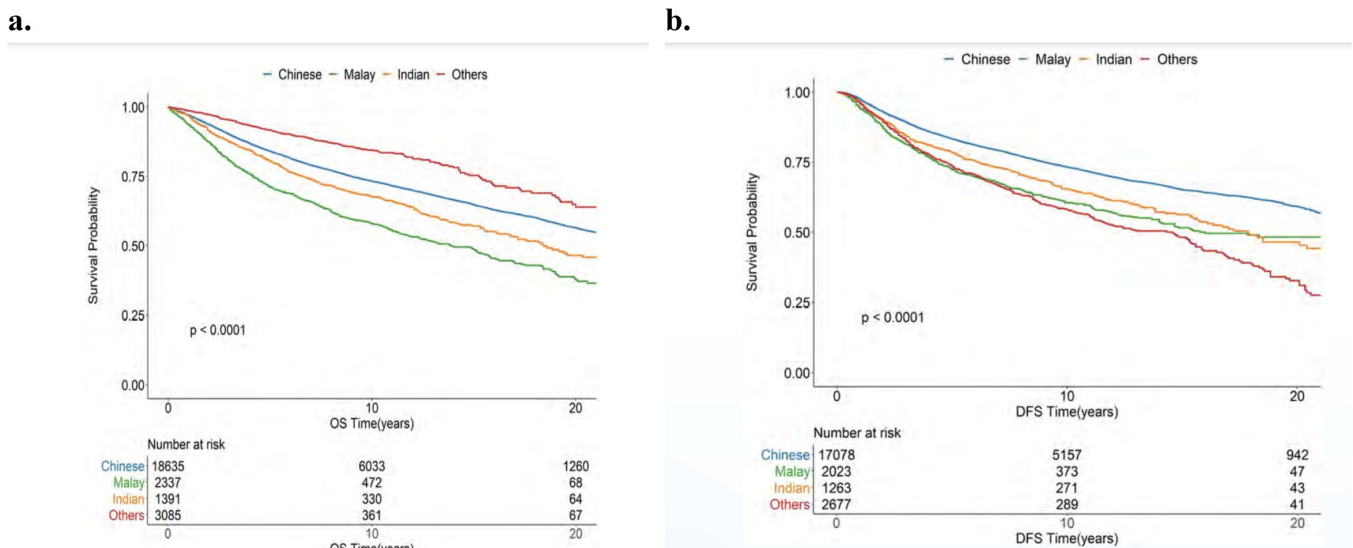 a.
Chinese Malay Indian Others
1.00
0.75
0.50
0.25
0.00
Survival Probability
p < 0.0001
0 10 20
OS Time(years)
Number at risk
Chinese 18635 6033 1260
Malay 2337 472 68
Indian 1391 330 64
Others 3085 361 67
0 10 20
OS Time(years)
b.
Chinese Malay Indian Others
1.00
0.75
0.50
0.25
0.00
Survival Probability
p < 0.0001
0 10 20
DFS Time(years)
Number at risk
Chinese 17078 5157 942
Malay 2023 373 47
Indian 1263 271 43
Others 2677 289 41
0 10 20
DFS Time(years)